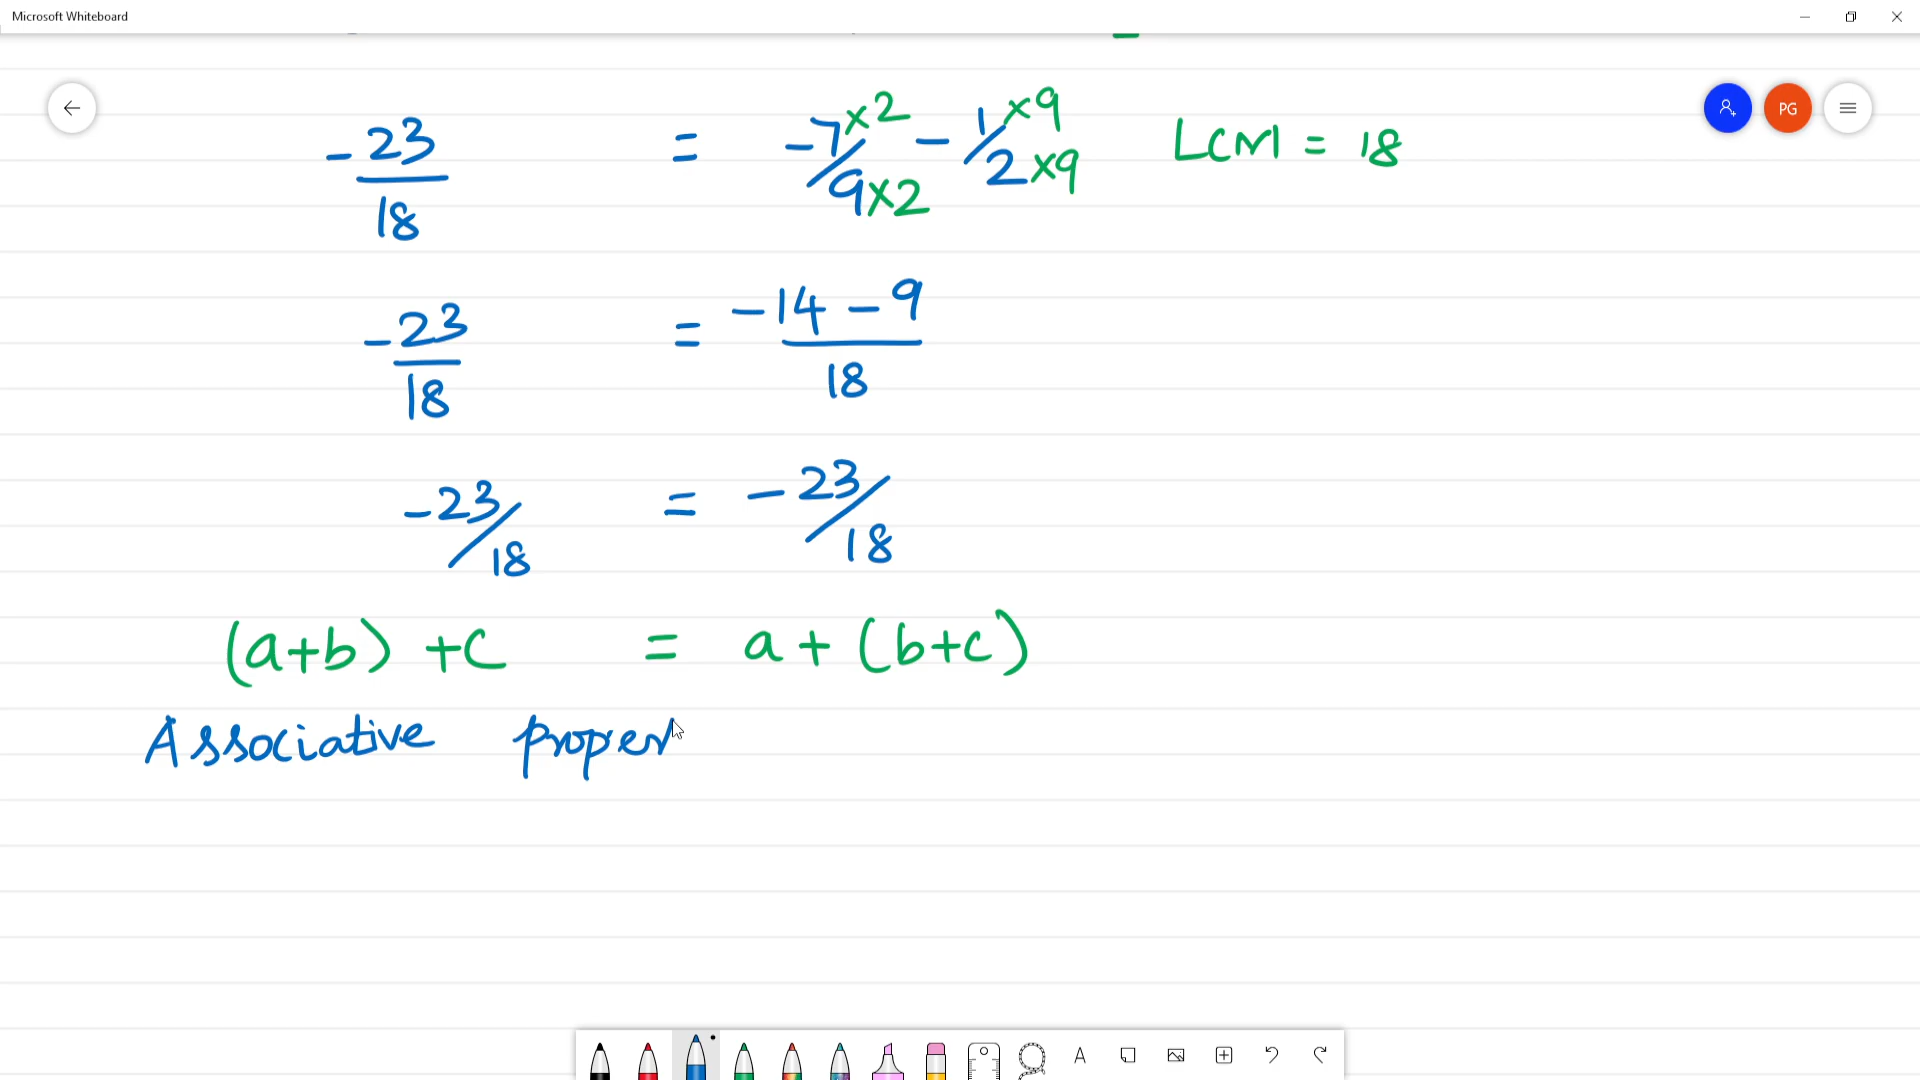 Microsoft Whiteboard
PG
-23/18 = -7×2/9×2 - 1×9/2×9 LCM = 18
-23/18 = -14-9/18
-23/18 = -23/18
(a+b) +c = a + (b+c)
Associative proper
A